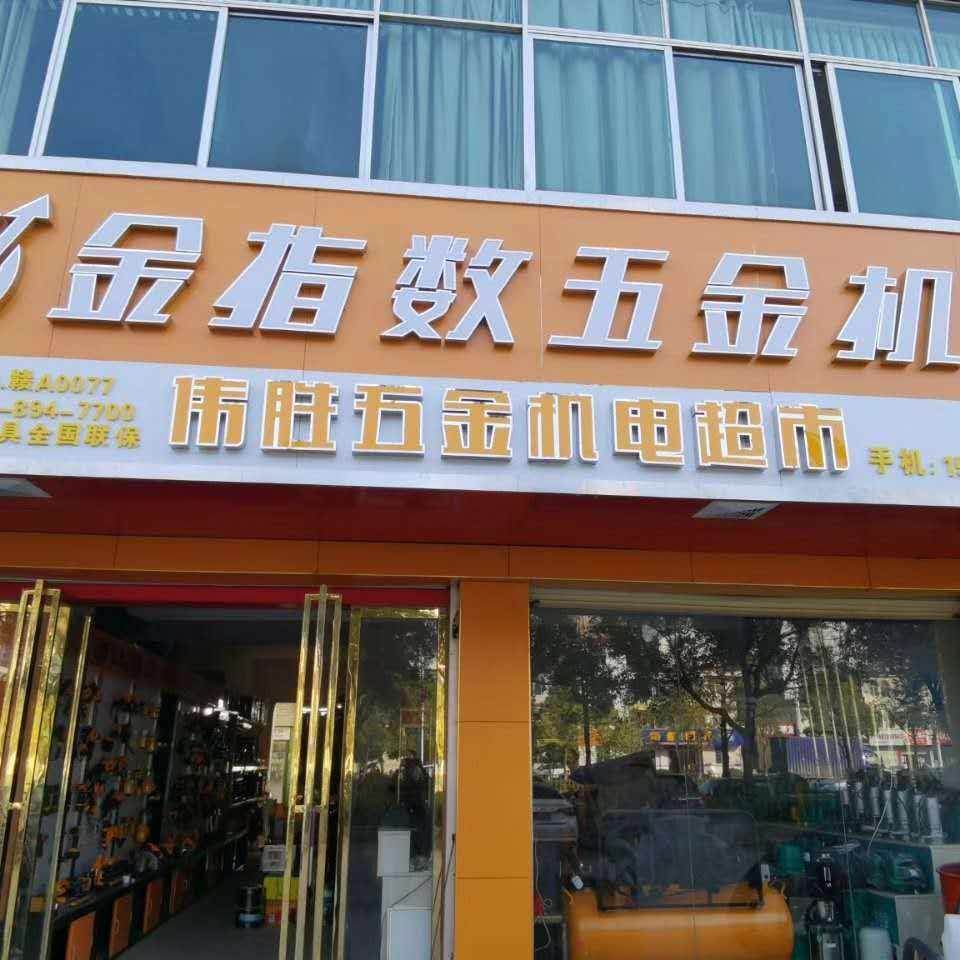 金指数五金机
赣A0077
-894-7700
具全国联保
伟胜五金机电超市
手机:15